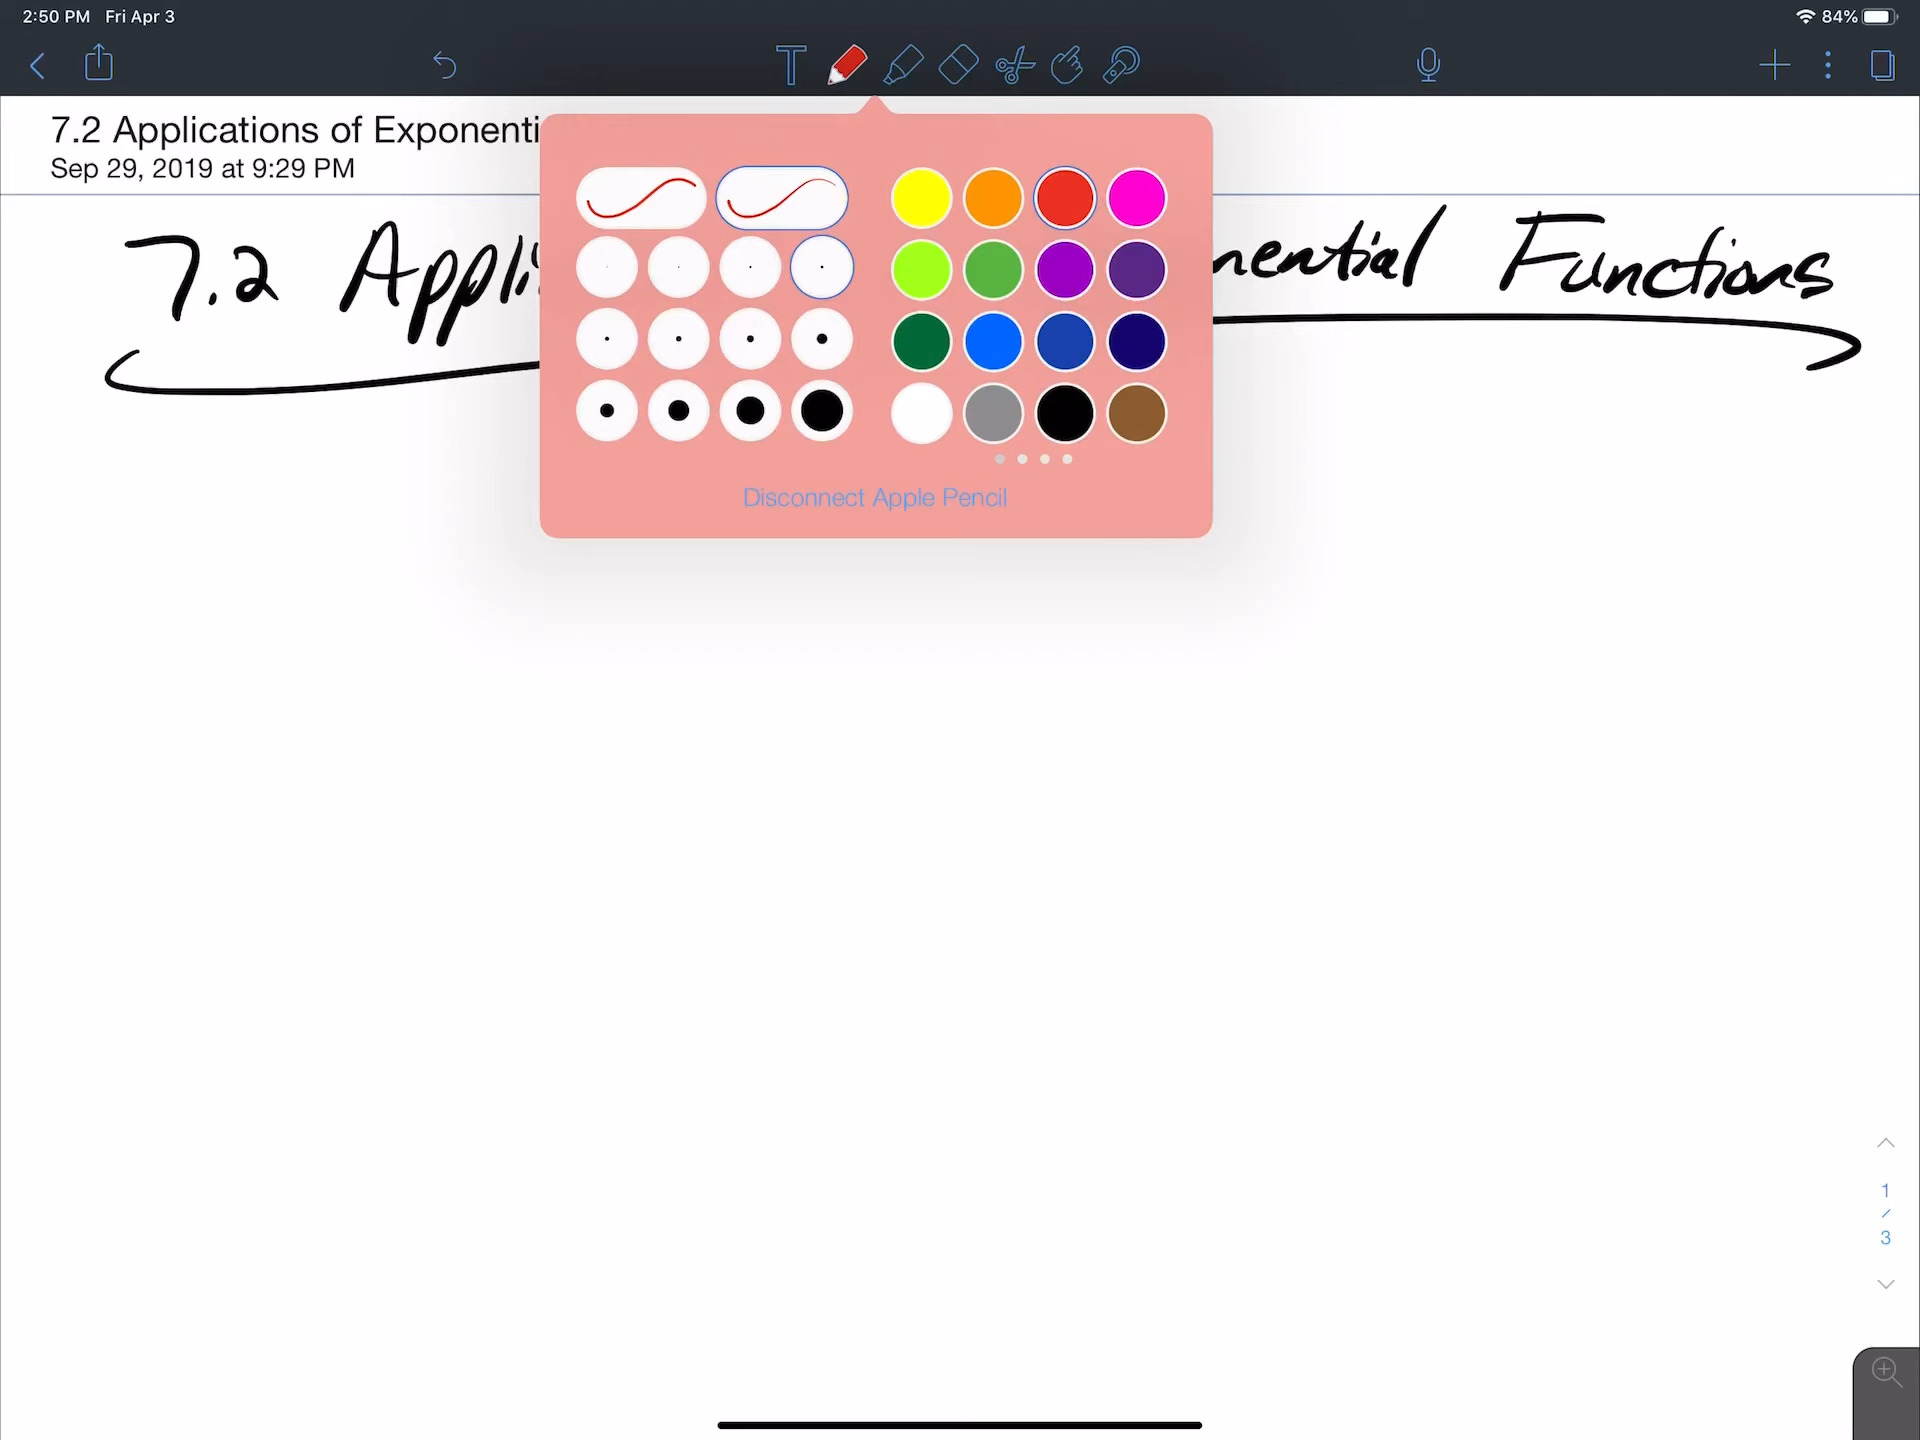 2:50 PM Fri Apr 3
84%
7.2 Applications of Exponenti
Sep 29, 2019 at 9:29 PM
7.2 Appli nential Functions
Disconnect Apple Pencil
1
/
3